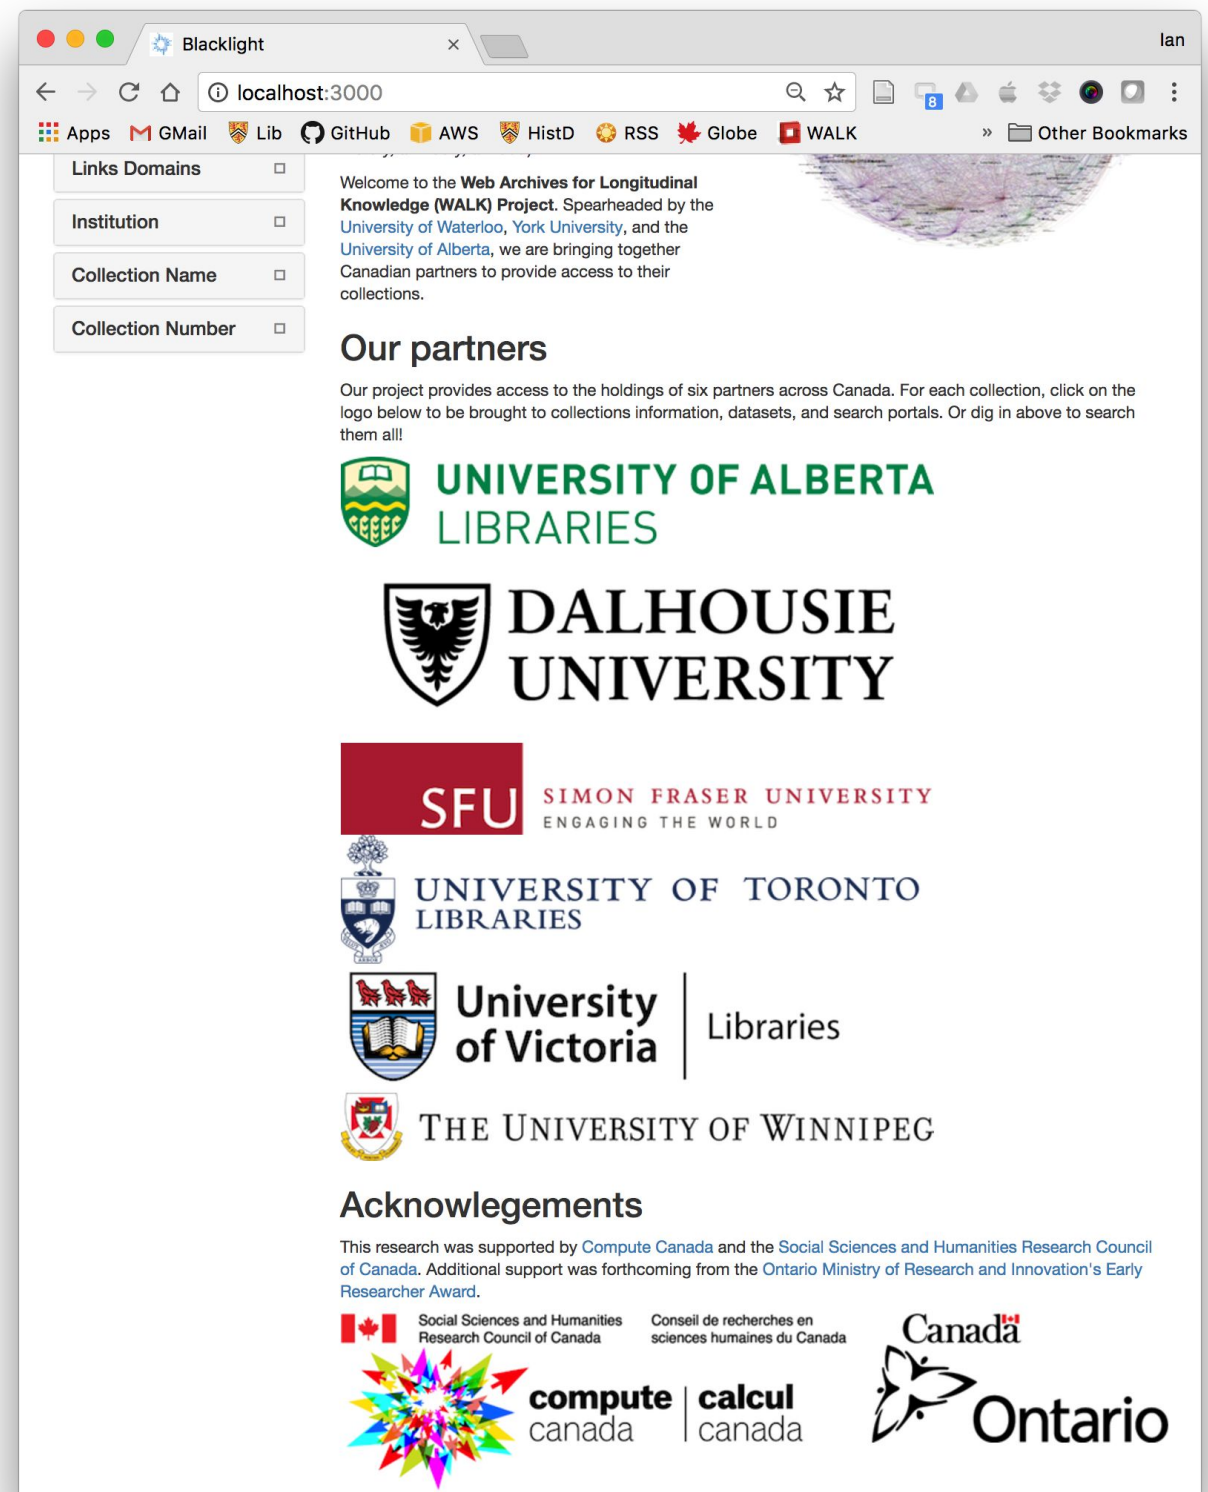 Blacklight
Ian
localhost:3000
8
Apps GMail Lib GitHub AWS HistD RSS Globe WALK » Other Bookmarks
Links Domains
Institution
Collection Name
Collection Number
Welcome to the Web Archives for Longitudinal
Knowledge (WALK) Project. Spearheaded by the
University of Waterloo, York University, and the
University of Alberta, we are bringing together
Canadian partners to provide access to their
collections.
Our partners
Our project provides access to the holdings of six partners across Canada. For each collection, click on the
logo below to be brought to collections information, datasets, and search portals. Or dig in above to search
them all!
UNIVERSITY OF ALBERTA
LIBRARIES
DALHOUSIE
UNIVERSITY
SFU SIMON FRASER UNIVERSITY
ENGAGING THE WORLD
UNIVERSITY OF TORONTO
LIBRARIES
University
of Victoria
Libraries
THE UNIVERSITY OF WINNIPEG
Acknowlegements
This research was supported by Compute Canada and the Social Sciences and Humanities Research Council
of Canada. Additional support was forthcoming from the Ontario Ministry of Research and Innovation's Early
Researcher Award.
Social Sciences and Humanities
Research Council of Canada
Conseil de recherches en
sciences humaines du Canada
Canada
compute
canada
calcul
canada
Ontario